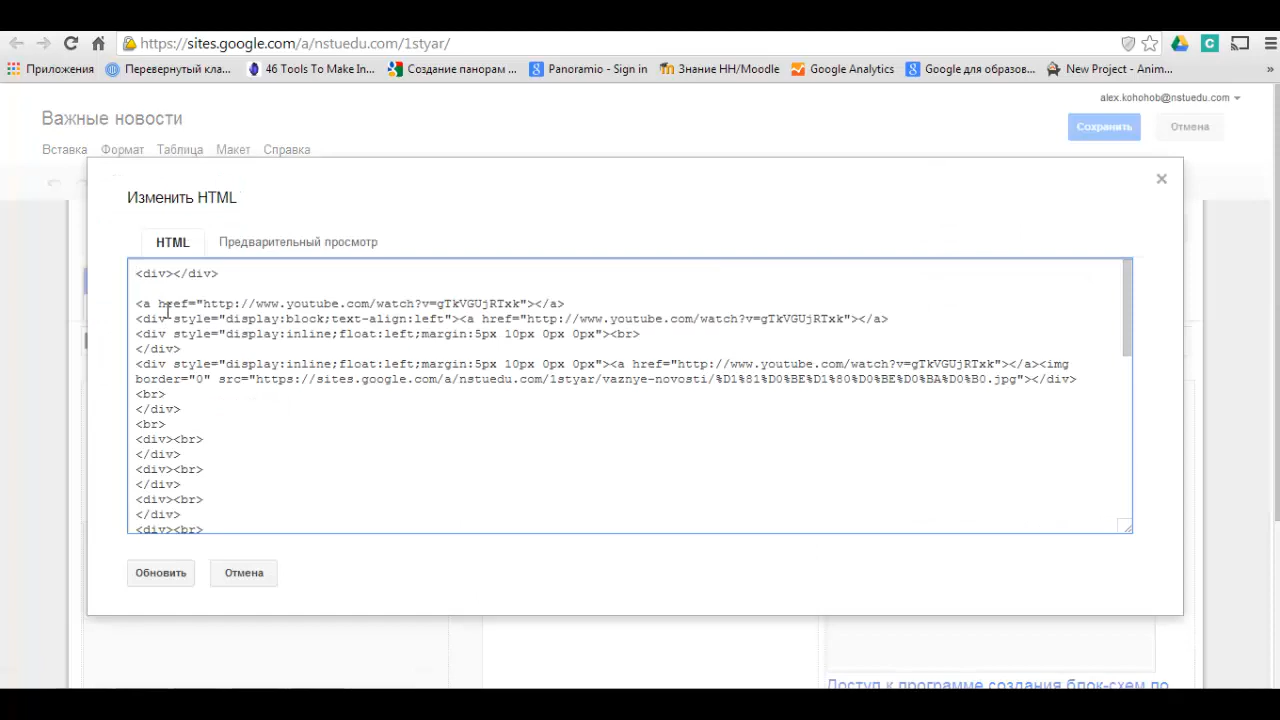 https://sites.google.com/a/nstuedu.com/1styar/
Приложения Перевернутый кла... 46 Tools To Make In... Создание панорам ... Panoramio - Sign in Знание НН/Moodle Google Analytics Google для образов... New Project - Anim... »
alex.kohohob@nstuedu.com
Важные новости
Сохранить Отмена
Вставка Формат Таблица Макет Справка
Изменить HTML
HTML Предварительный просмотр
<div></div>
<a href="http://www.youtube.com/watch?v=gTkVGUjRTxk"></a>
<div style="display:block;text-align:left"><a href="http://www.youtube.com/watch?v=gTkVGUjRTxk"></a>
<div style="display:inline;float:left;margin:5px 10px 0px 0px"><br>
</div>
<div style="display:inline;float:left;margin:5px 10px 0px 0px"><a href="http://www.youtube.com/watch?v=gTkVGUjRTxk"></a><img
border="0" src="https://sites.google.com/a/nstuedu.com/1styar/vaznye-novosti/%D1%81%D0%BE%D1%80%D0%BE%D0%BA%D0%B0.jpg"></div>
<br>
</div>
<br>
<div><br>
</div>
<div><br>
</div>
<div><br>
</div>
<div><br>
Обновить Отмена
Доступ к программе создания блок-схем по